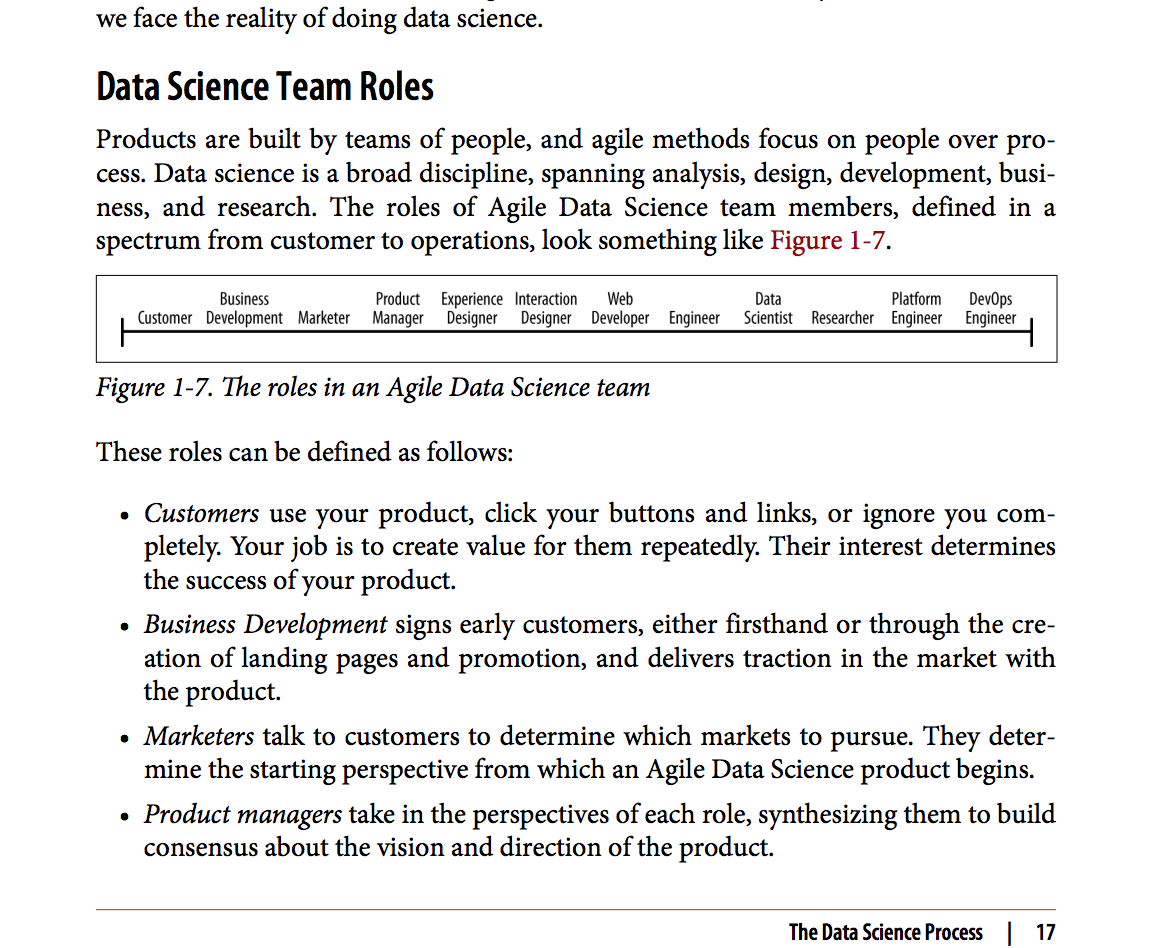 we face the reality of doing data science.
Data Science Team Roles
Products are built by teams of people, and agile methods focus on people over pro-
cess. Data science is a broad discipline, spanning analysis, design, development, busi-
ness, and research. The roles of Agile Data Science team members, defined in a
spectrum from customer to operations, look something like Figure 1-7.
Customer
Business
Development
Marketer
Product
Manager
Experience
Designer
Interaction
Designer
Web
Developer
Engineer
Data
Scientist
Researcher
Platform
Engineer
DevOps
Engineer
Figure 1-7. The roles in an Agile Data Science team
These roles can be defined as follows:
• Customers use your product, click your buttons and links, or ignore you com-
pletely. Your job is to create value for them repeatedly. Their interest determines
the success of your product.
• Business Development signs early customers, either firsthand or through the cre-
ation of landing pages and promotion, and delivers traction in the market with
the product.
• Marketers talk to customers to determine which markets to pursue. They deter-
mine the starting perspective from which an Agile Data Science product begins.
• Product managers take in the perspectives of each role, synthesizing them to build
consensus about the vision and direction of the product.
The Data Science Process | 17